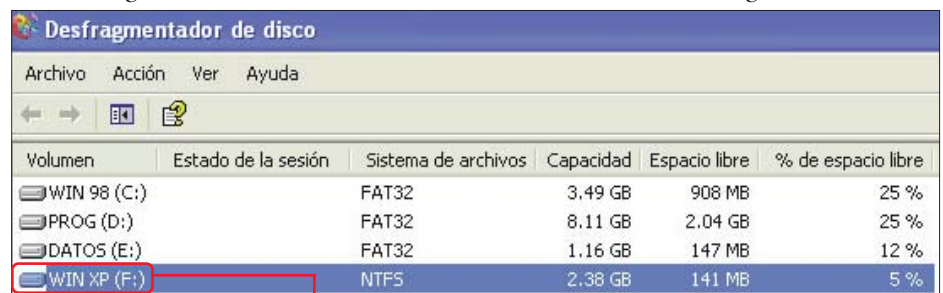 Desfragmentador de disco
Archivo Acción Ver Ayuda
Volumen Estado de la sesión Sistema de archivos Capacidad Espacio libre % de espacio libre
WIN 98 (C:) FAT32 3.49 GB 908 MB 25 %
PROG (D:) FAT32 8.11 GB 2.04 GB 25 %
DATOS (E:) FAT32 1.16 GB 147 MB 12 %
WIN XP (F:) NTFS 2.38 GB 141 MB 5 %